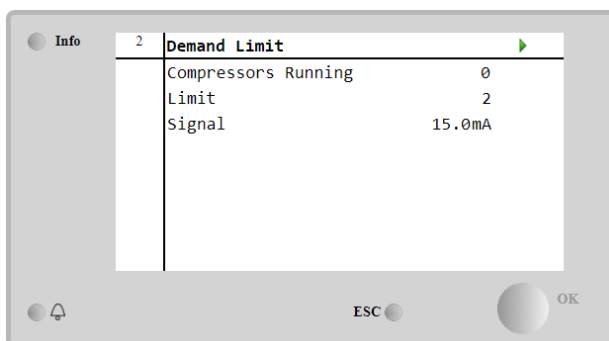 Info
2 Demand Limit
Compressors Running 0
Limit 2
Signal 15.0mA
ESC
OK